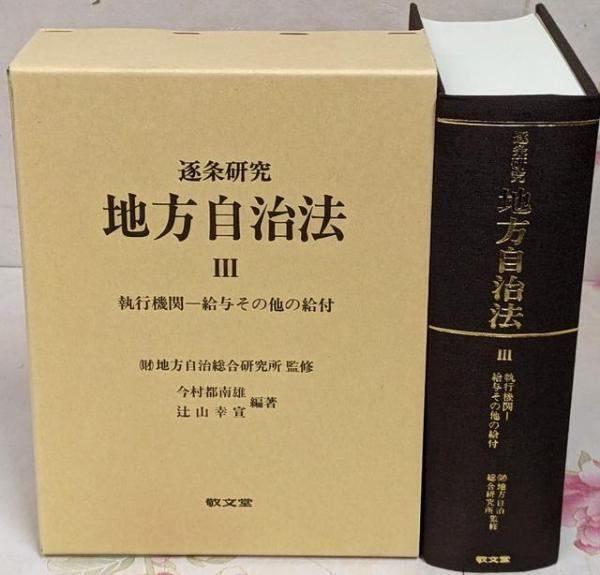 逐条研究
地方自治法
III
執行機関―給与その他の給付
㈶地方自治総合研究所 監修
今村都南雄
辻山幸宣
編著
敬文堂
逐条研究
地方自治法
III
執行機関―
給与その他の給付
㈶地方自治
総合研究所監修
敬文堂